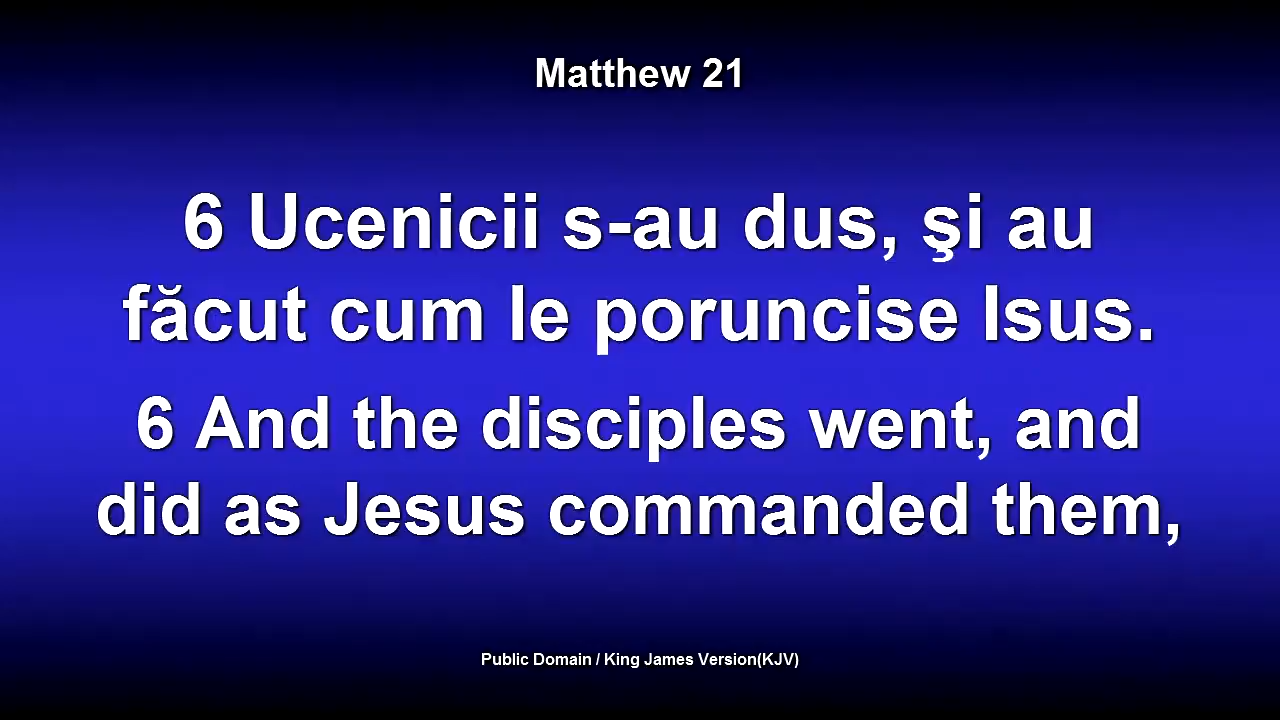 Matthew 21
6 Ucenicii s-au dus, şi au
făcut cum le poruncise Isus.
6 And the disciples went, and
did as Jesus commanded them,
Public Domain / King James Version(KJV)